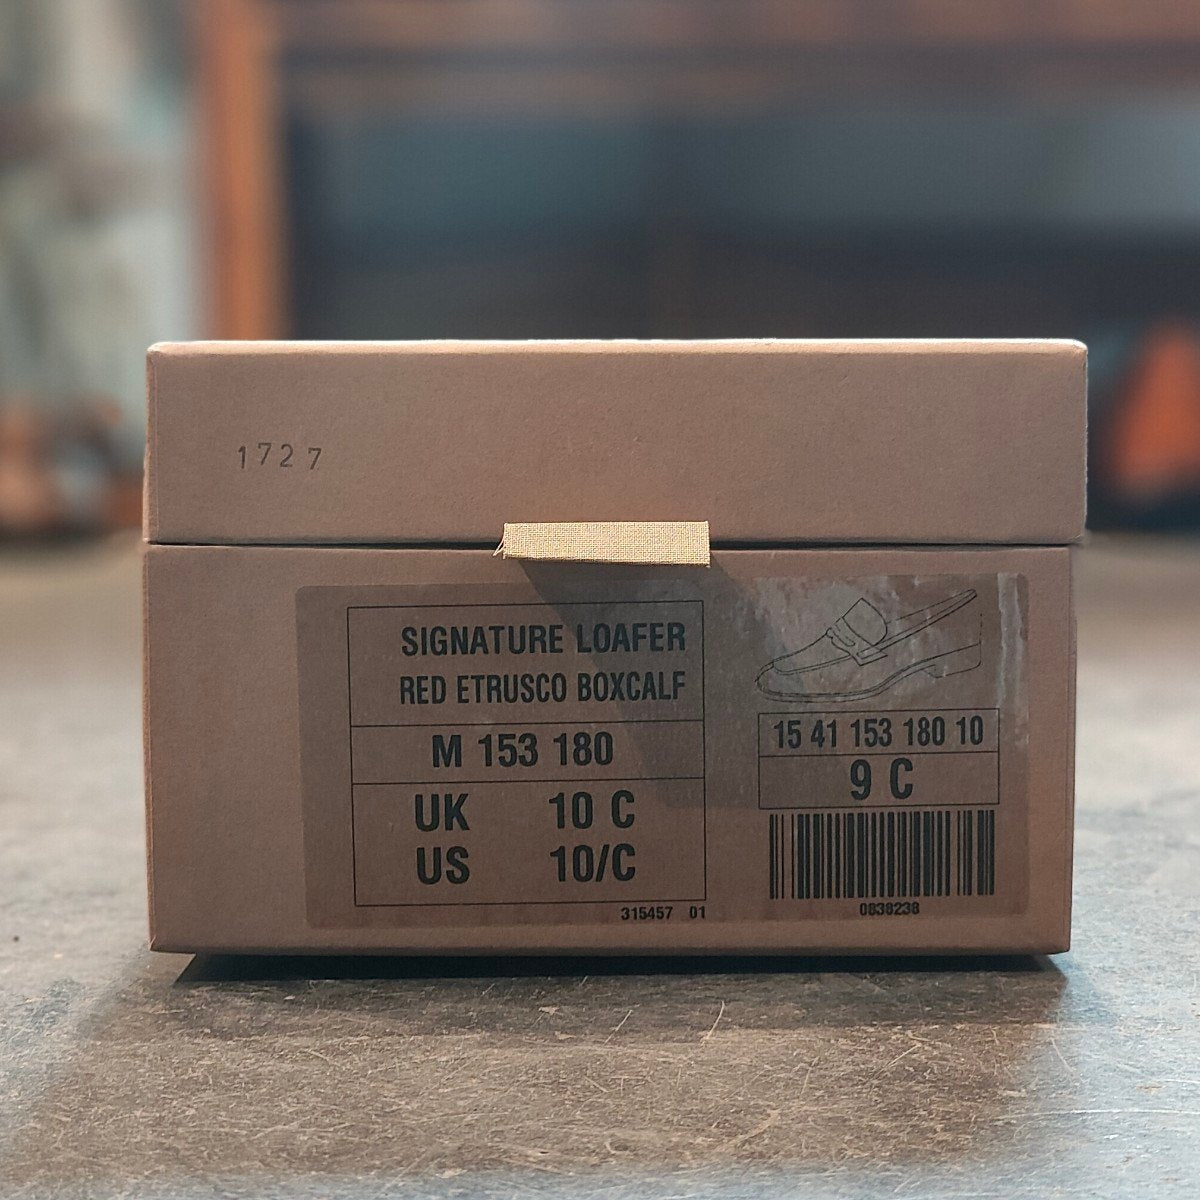 1727
SIGNATURE LOAFER
RED ETRUSCO BOXCALF
M 153 180
UK 10 C
US 10/C
315457 01
15 41 153 180 10
9 C
0838238